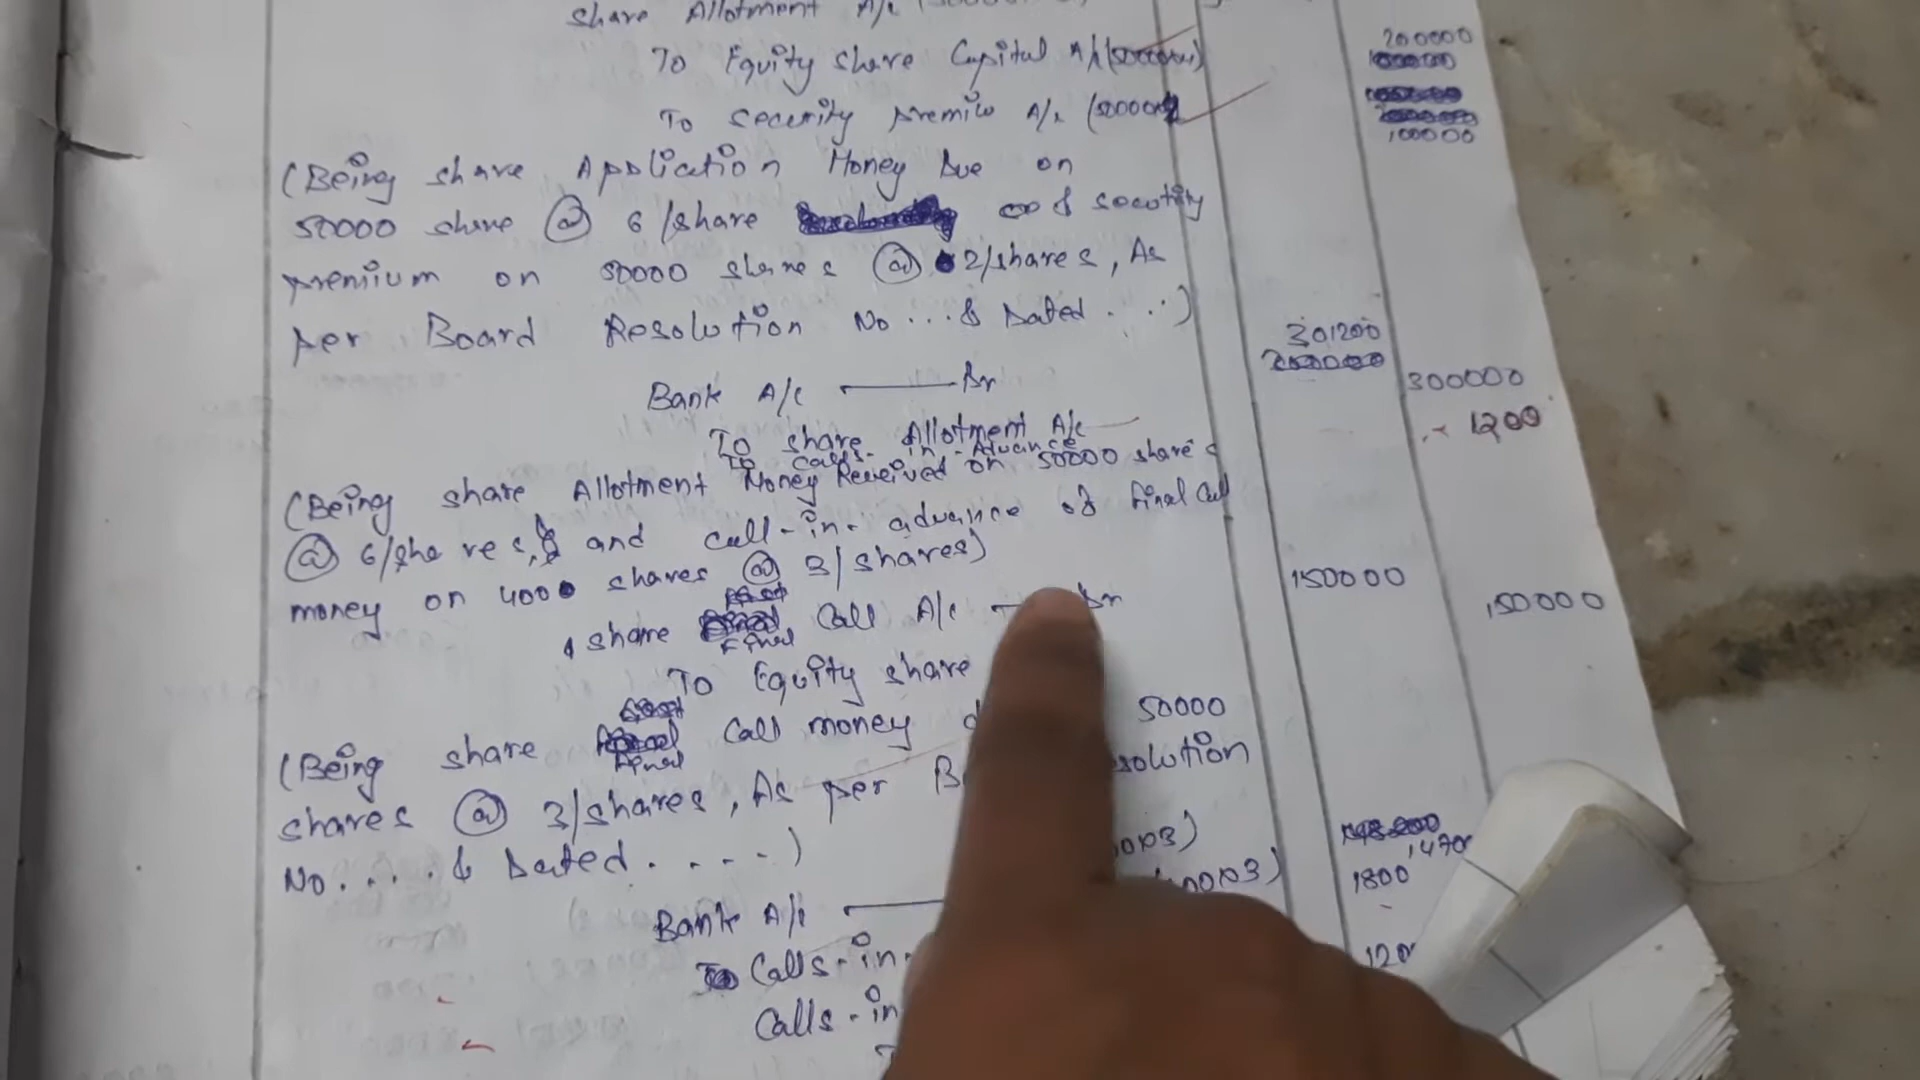 Share Allotment A/c
To Equity share Capital A/c
200000
To security premiu A/c
100000
(Being share Application Money Due on
50000 share @ 6/share & security
premium on 50000 shares @ 2/shares, As
per Board Resolution No ... & Dated . . .)
Bank A/c — Dr
301200
To share Allotment A/c
300000
To calls-in-Advance
1200
(Being share Allotment Money Received on 50000 shares
@ 6/shares, and call-in-advance of final call
money on 4000 shares @ 3/shares)
share Final Call A/c — Dr
150000
To Equity share
150000
(Being share Final Call money 50000
shares @ 3/shares, As per solution
No. . . . & Dated. . . . -)
Bank A/c
1800
Calls-in-
Calls-in